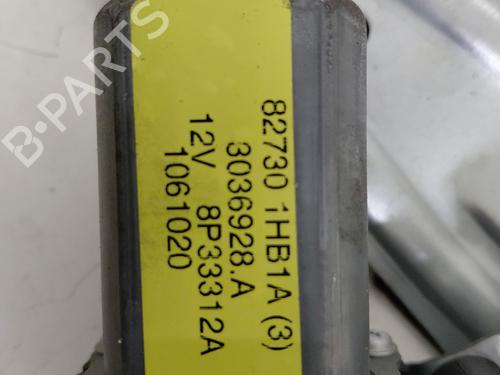 B-PARTS
82730 1HB1A (3)
3036928.A
12V 8P33312A
1061020